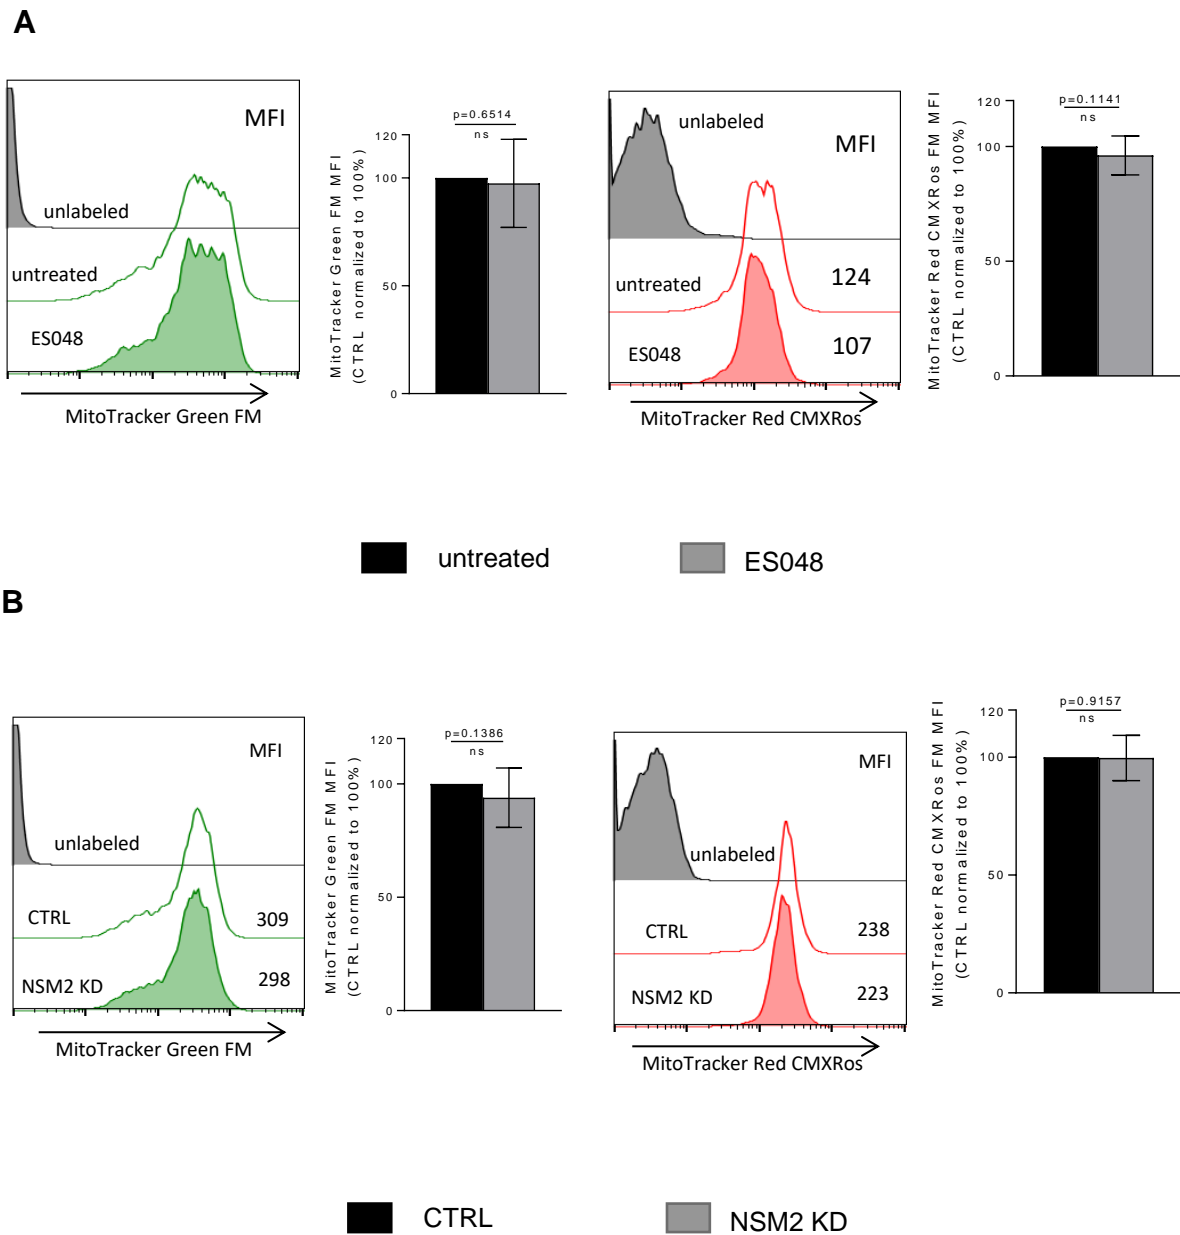 A
MFI
unlabeled
untreated
ES048
MitoTracker Green FM
MitoTracker Green FM MFI
(CTRL normalized to 100%)
p=0.6514
ns
120
100
50
0
unlabeled
MFI
untreated
124
ES048
107
MitoTracker Red CMXRos
MitoTracker Red CMXRos FM MFI
(CTRL normalized to 100%)
p=0.1141
ns
120
100
50
0
untreated
ES048
B
MFI
unlabeled
CTRL
309
NSM2 KD
298
MitoTracker Green FM
MitoTracker Green FM MFI
(CTRL normalized to 100%)
p=0.1386
ns
120
100
50
0
MFI
unlabeled
CTRL
238
NSM2 KD
223
MitoTracker Red CMXRos
MitoTracker Red CMXRos FM MFI
(CTRL normalized to 100%)
p=0.9157
ns
120
100
50
0
CTRL
NSM2 KD